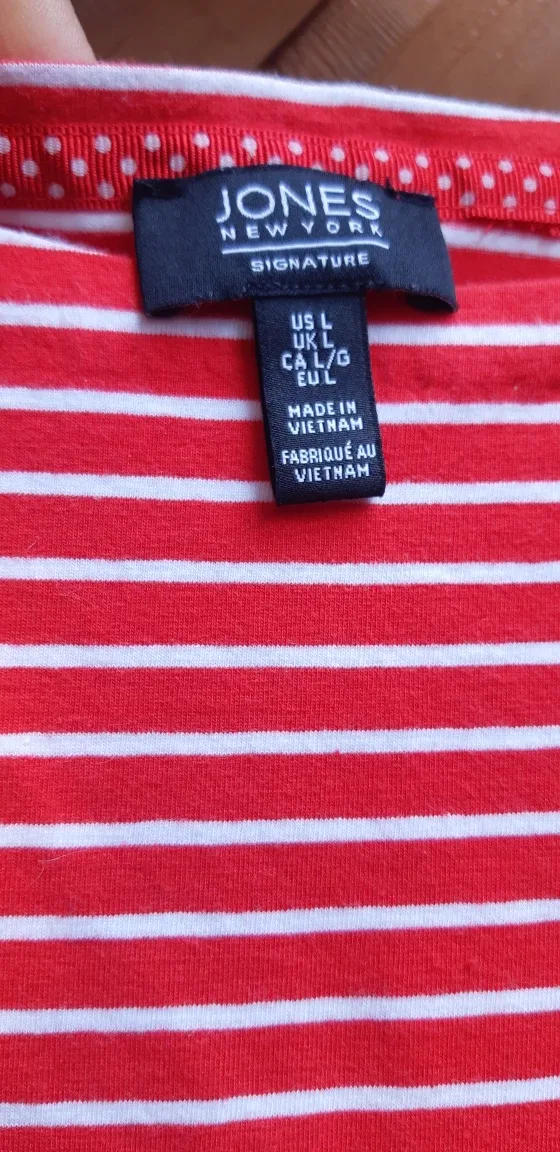 JONES
NEW YORK
SIGNATURE
US L
UK L
CA L/G
EU L
MADE IN
VIETNAM
FABRIQUÉ AU
VIETNAM